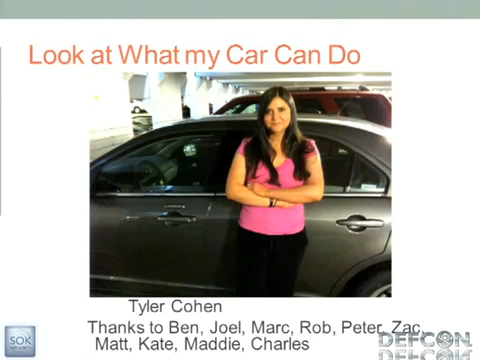 Look at What my Car Can Do
Tyler Cohen
Thanks to Ben, Joel, Marc, Rob, Peter, Zac,
Matt, Kate, Maddie, Charles
SOK
DEFCON